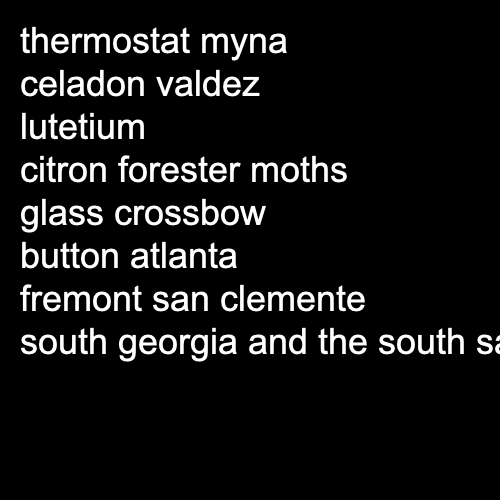 thermostat myna
celadon valdez
lutetium
citron forester moths
glass crossbow
button atlanta
fremont san clemente
south georgia and the south